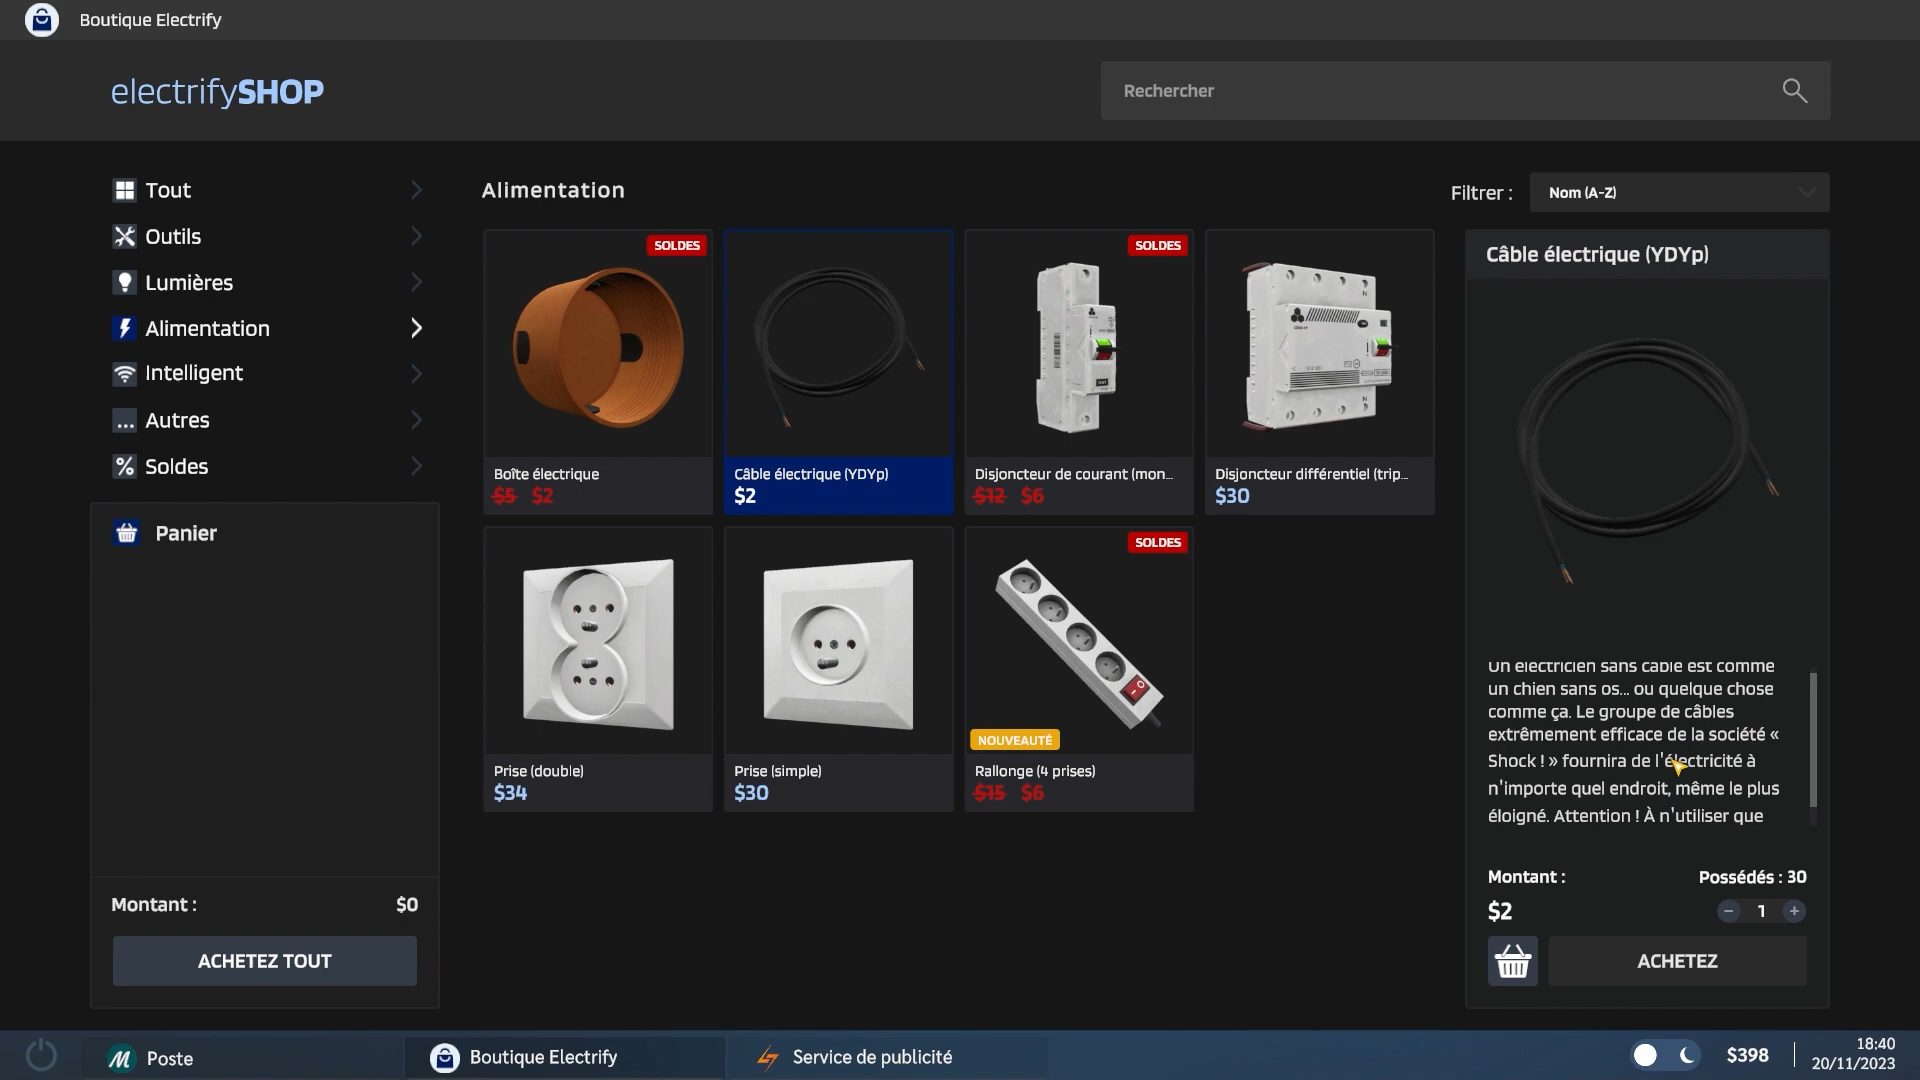 Boutique Electrify
electrifySHOP
Rechercher
Tout
Outils
Lumières
Alimentation
Intelligent
Autres
Soldes
Panier
Montant :
$0
ACHETEZ TOUT
Alimentation
Filtrer :
Nom (A-Z)
SOLDES
Boîte électrique
$5 $2
Câble électrique (YDYp)
$2
SOLDES
Disjoncteur de courant (mon...
$12 $6
Disjoncteur différentiel (trip...
$30
Prise (double)
$34
Prise (simple)
$30
SOLDES
NOUVEAUTÉ
Rallonge (4 prises)
$15 $6
Câble électrique (YDYp)
Un électricien sans câble est comme
un chien sans os... ou quelque chose
comme ça. Le groupe de câbles
extrêmement efficace de la société «
Shock ! » fournira de l'électricité à
n'importe quel endroit, même le plus
éloigné. Attention ! À n'utiliser que
Montant :
Possédés : 30
$2
1
ACHETEZ
Poste
Boutique Electrify
Service de publicité
$398
18:40
20/11/2023